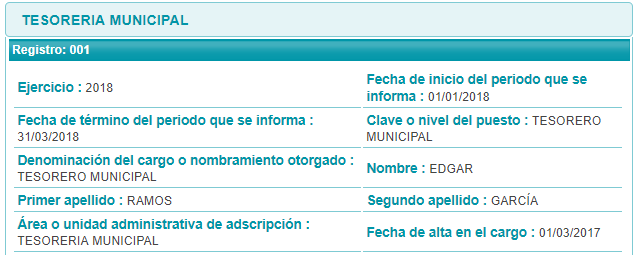 TESORERIA MUNICIPAL
Registro: 001
Ejercicio : 2018
Fecha de inicio del periodo que se
informa : 01/01/2018
Fecha de término del periodo que se informa :
31/03/2018
Clave o nivel del puesto : TESORERO
MUNICIPAL
Denominación del cargo o nombramiento otorgado :
TESORERO MUNICIPAL
Nombre : EDGAR
Primer apellido : RAMOS
Segundo apellido : GARCÍA
Área o unidad administrativa de adscripción :
TESORERIA MUNICIPAL
Fecha de alta en el cargo : 01/03/2017